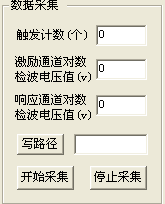 数据采集
触发计数(个) 0
激励通道对数
检波电压值(v) 0
响应通道对数
检波电压值(v) 0
写路径
开始采集 停止采集